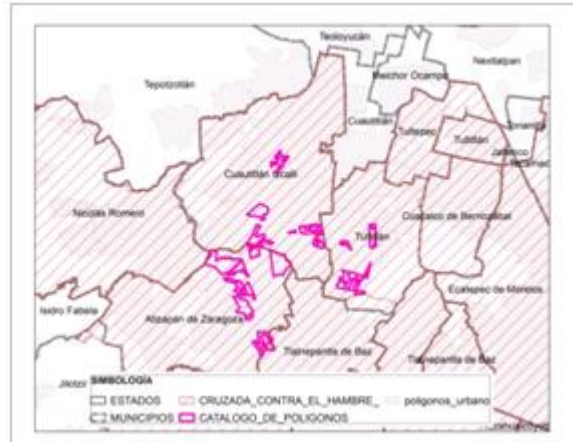 Teoloyucán
Nextlalpan
Melchor Ocampo
Tepotzotlán
Cuautitlán
Tultepec
Tultitlán
Jaltenco
Cuautitlán Izcalli
Nicolás Romero
Tultitlán
Coacalco de Berriozábal
Ecatepec de Morelos
Isidro Fabela
Atizapán de Zaragoza
Tlalnepantla de Baz
Tlalnepantla de Baz
SIMBOLOGÍA
ESTADOS CRUZADA_CONTRA_EL_HAMBRE_ poligonos_urbano
MUNICIPIOS CATALOGO_DE_POLIGONOS